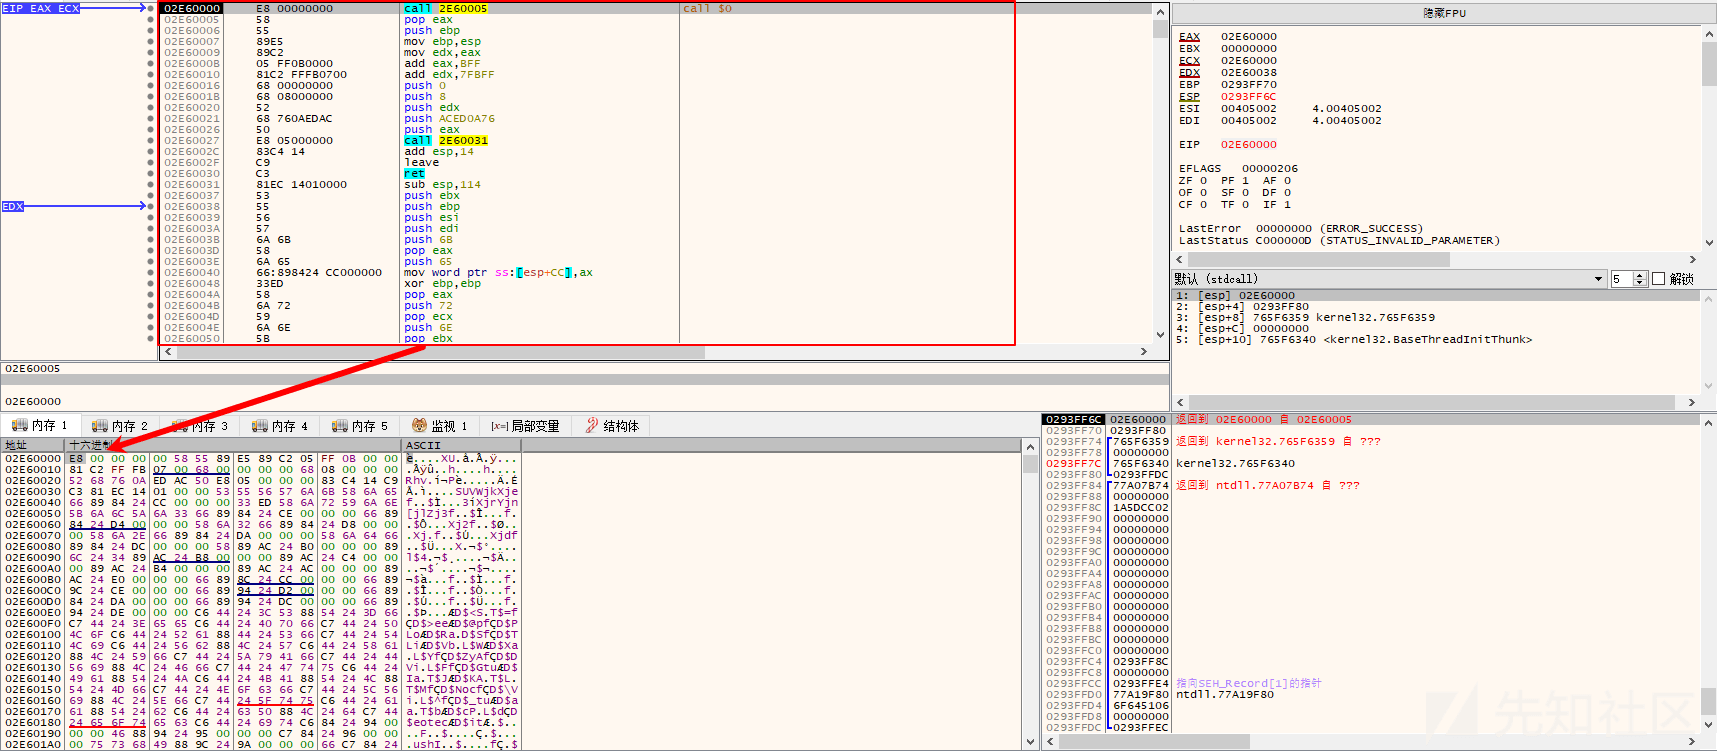 EIP EAX ECX
EDX
02E60000 E8 00000000 call 2E60005 call $0
02E60005 58 pop eax
02E60006 55 push ebp
02E60007 89E5 mov ebp,esp
02E60009 89C2 mov edx,eax
02E6000B 05 FF0B0000 add eax,BFF
02E60010 81C2 FFFB0700 add edx,7FBFF
02E60016 68 00000000 push 0
02E6001B 68 08000000 push 8
02E60020 52 push edx
02E60021 68 760AEDAC push ACED0A76
02E60026 50 push eax
02E60027 E8 05000000 call 2E60031
02E6002C 83C4 14 add esp,14
02E6002F C9 leave
02E60030 C3 ret
02E60031 81EC 14010000 sub esp,114
02E60037 53 push ebx
02E60038 55 push ebp
02E60039 56 push esi
02E6003A 57 push edi
02E6003B 6A 6B push 6B
02E6003D 58 pop eax
02E6003E 6A 65 push 65
02E60040 66:898424 CC000000 mov word ptr ss:[esp+CC],ax
02E60048 33ED xor ebp,ebp
02E6004A 58 pop eax
02E6004B 6A 72 push 72
02E6004D 59 pop ecx
02E6004E 6A 6E push 6E
02E60050 5B pop ebx
隐藏FPU
EAX 02E60000
EBX 00000000
ECX 02E60000
EDX 02E60038
EBP 0293FF70
ESP 0293FF6C
ESI 00405002 4.00405002
EDI 00405002 4.00405002
EIP 02E60000
EFLAGS 00000206
ZF 0 PF 1 AF 0
OF 0 SF 0 DF 0
CF 0 TF 0 IF 1
LastError 00000000 (ERROR_SUCCESS)
LastStatus C000000D (STATUS_INVALID_PARAMETER)
默认 (stdcall) 5 解锁
1: [esp] 02E60000
2: [esp+4] 0293FF80
3: [esp+8] 765F6359 kernel32.765F6359
4: [esp+C] 00000000
5: [esp+10] 765F6340 <kernel32.BaseThreadInitThunk>
02E60005
02E60000
内存 1 内存 2 内存 3 内存 4 内存 5 监视 1 [x=] 局部变量 结构体
地址 十六进制 ASCII
02E60000 E8 00 00 00 00 58 55 89 E5 89 C2 05 FF 0B 00 00
02E60010 81 C2 FF FB 07 00 68 00 00 00 00 68 08 00 00 00
02E60020 52 68 76 0A ED AC 50 E8 05 00 00 00 83 C4 14 C9
02E60030 C3 81 EC 14 01 00 00 53 55 56 57 6A 6B 58 6A 65
02E60040 66 89 84 24 CC 00 00 00 33 ED 58 6A 72 59 6A 6E
02E60050 5B 6A 6C 5A 6A 33 66 89 84 24 CE 00 00 00 66 89
02E60060 84 24 D4 00 00 00 58 6A 32 66 89 84 24 D8 00 00
02E60070 00 58 6A 2E 66 89 84 24 DA 00 00 00 58 6A 64 66
02E60080 89 84 24 DC 00 00 00 58 89 AC 24 B0 00 00 00 89
02E60090 6C 24 34 89 AC 24 B8 00 00 00 89 AC 24 C4 00 00
02E600A0 00 89 AC 24 B4 00 00 00 89 AC 24 AC 00 00 00 89
02E600B0 AC 24 E0 00 00 00 66 89 8C 24 CC 00 00 00 66 89
02E600C0 9C 24 CE 00 00 00 66 89 94 24 D2 00 00 00 66 89
02E600D0 84 24 DA 00 00 00 66 89 94 24 DC 00 00 00 66 89
02E600E0 94 24 DE 00 00 00 C6 44 24 3C 53 88 54 24 3D 66
02E600F0 C7 44 24 3E 65 65 C6 44 24 40 70 66 C7 44 24 50
02E60100 4C 6F C6 44 24 52 61 88 44 24 53 66 C7 44 24 54
02E60110 4C 69 C6 44 24 56 62 88 4C 24 57 C6 44 24 58 61
02E60120 88 4C 24 59 66 C7 44 24 5A 79 41 66 C7 44 24 44
02E60130 56 69 88 4C 24 46 66 C7 44 24 47 74 75 C6 44 24
02E60140 49 61 88 54 24 4A C6 44 24 4B 41 88 54 24 4C 88
02E60150 54 24 4D 66 C7 44 24 4E 6F 63 66 C7 44 24 5C 56
02E60160 69 88 4C 24 5E 66 C7 44 24 5F 74 75 C6 44 24 61
02E60170 61 88 54 24 62 C6 44 24 63 50 88 4C 24 64 C7 44
02E60180 24 65 6F 74 65 63 C6 44 24 69 74 C6 84 24 94 00
02E60190 00 00 46 88 94 24 95 00 00 00 C7 84 24 96 00 00
02E601A0 00 75 73 68 49 88 9C 24 9A 00 00 00 66 C7 84 24
0293FF6C 02E60000 返回到 02E60000 自 02E60005
0293FF70 0293FF80
0293FF74 765F6359 返回到 kernel32.765F6359 自 ???
0293FF78 00000000
0293FF7C 765F6340 kernel32.765F6340
0293FF80 0293FFDC
0293FF84 77A07B74 返回到 ntdll.77A07B74 自 ???
0293FF88 00000000
0293FF8C 1A5DCC02
0293FF90 00000000
0293FF94 00000000
0293FF98 00000000
0293FF9C 00000000
0293FFA0 00000000
0293FFA4 00000000
0293FFA8 00000000
0293FFAC 00000000
0293FFB0 00000000
0293FFB4 00000000
0293FFB8 00000000
0293FFBC 00000000
0293FFC0 00000000
0293FFC4 0293FF8C
0293FFC8 00000000
0293FFCC 0293FFE4 指向SEH_Record[1]的指针
0293FFD0 77A19F80 ntdll.77A19F80
0293FFD4 6F645106
0293FFD8 00000000
0293FFDC 0293FFEC
先知社区